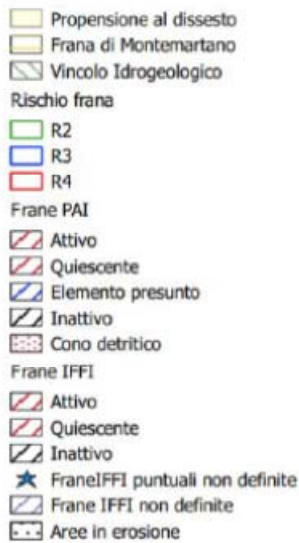 Propensione al dissesto
Frana di Montemartano
Vincolo Idrogeologico
Rischio frana
R2
R3
R4
Frane PAI
Attivo
Quiescente
Elemento presunto
Inattivo
Cono detritico
Frane IFFI
Attivo
Quiescente
Inattivo
FraneIFFI puntuali non definite
Frane IFFI non definite
Aree in erosione